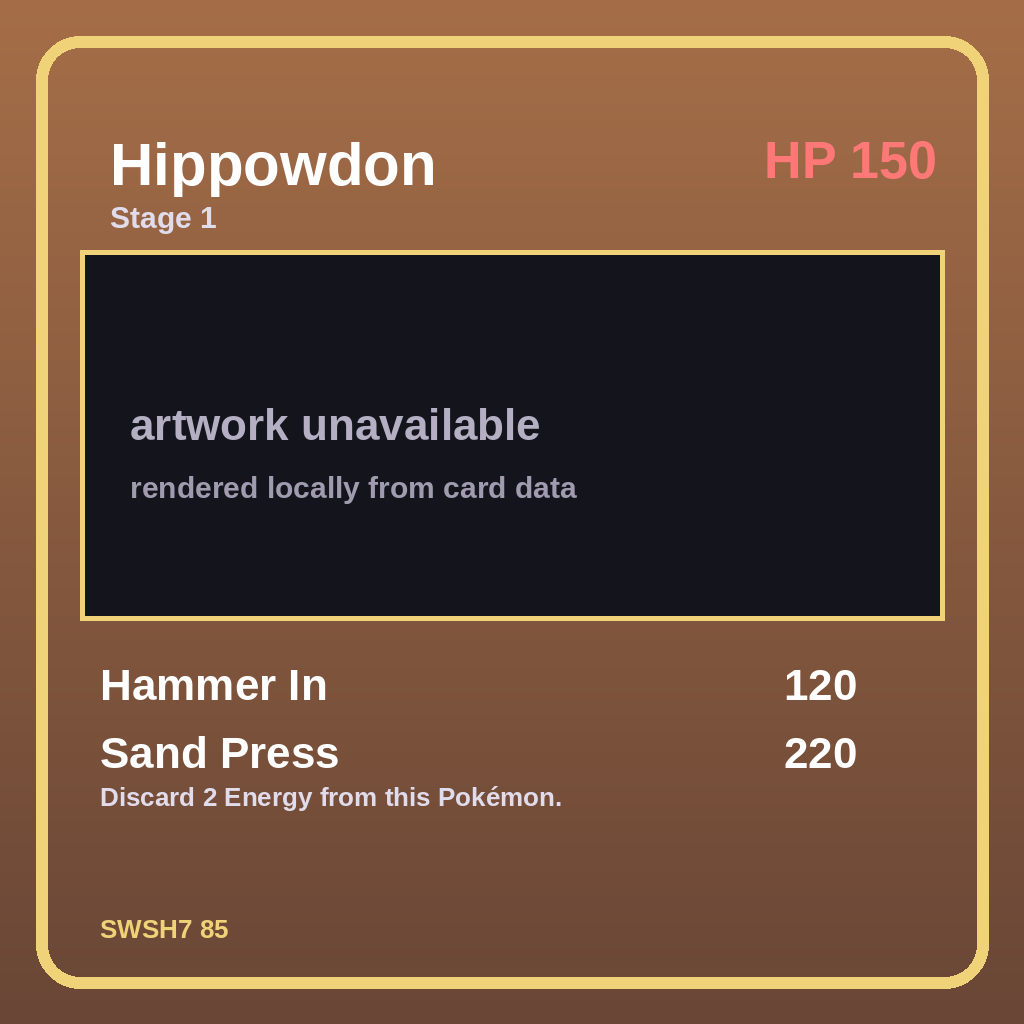 Hippowdon
HP 150
Stage 1
artwork unavailable
rendered locally from card data
Hammer In 120
Sand Press 220
Discard 2 Energy from this Pokémon.
SWSH7 85